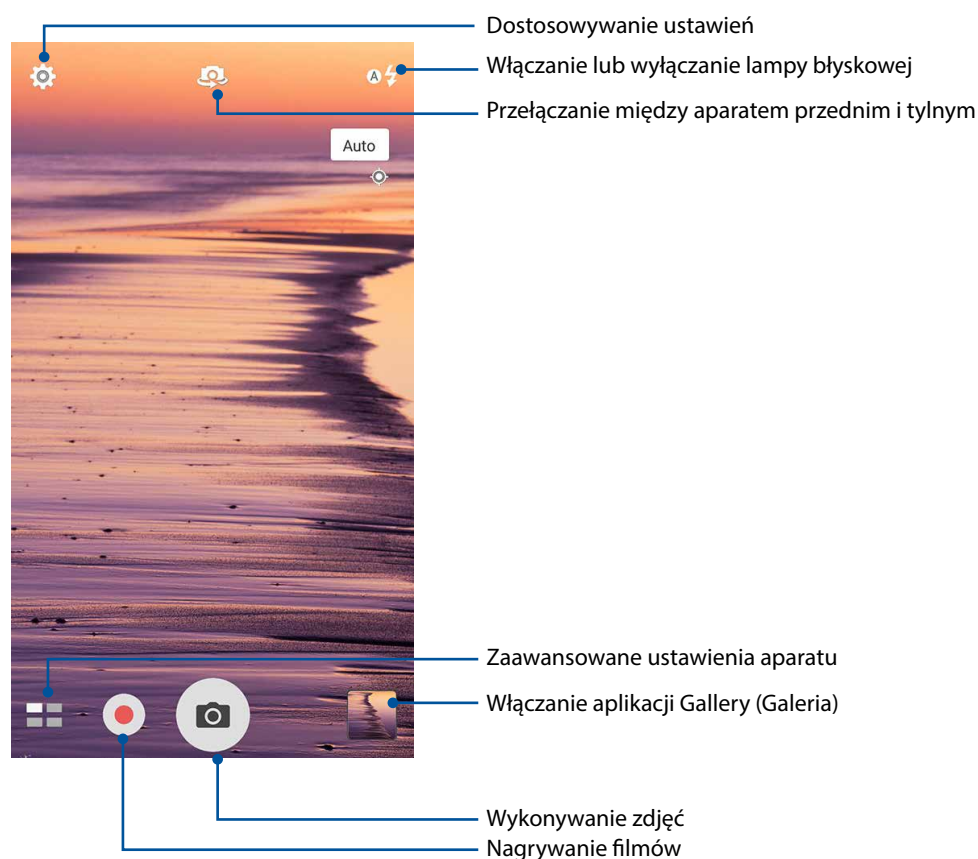 Dostosowywanie ustawień
Włączanie lub wyłączanie lampy błyskowej
A
Przełączanie między aparatem przednim i tylnym
Auto
Zaawansowane ustawienia aparatu
Włączanie aplikacji Gallery (Galeria)
Wykonywanie zdjęć
Nagrywanie filmów